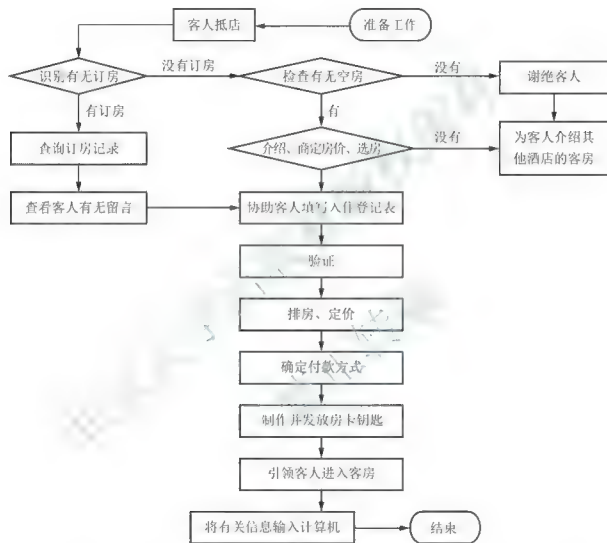 客人抵店
准备工作
识别有无订房
没有订房
检查有无空房
没有
谢绝客人
有订房
有
查询订房记录
介绍、商定房价、选房
没有
为客人介绍其
他酒店的客房
查看客人有无留言
协助客人填写入住登记表
验证
排房、定价
确定付款方式
制作并发放房卡钥匙
引领客人进入客房
将有关信息输入计算机
结束